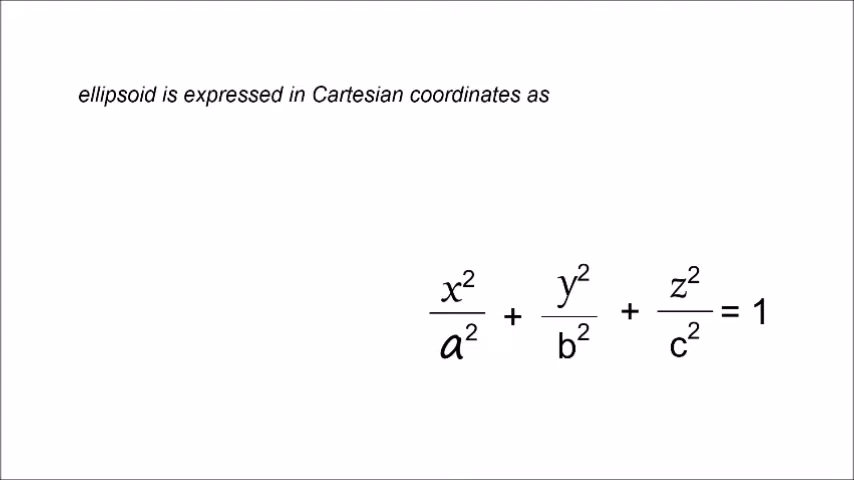 ellipsoid is expressed in Cartesian coordinates as
x²/a² + y²/b² + z²/c² = 1